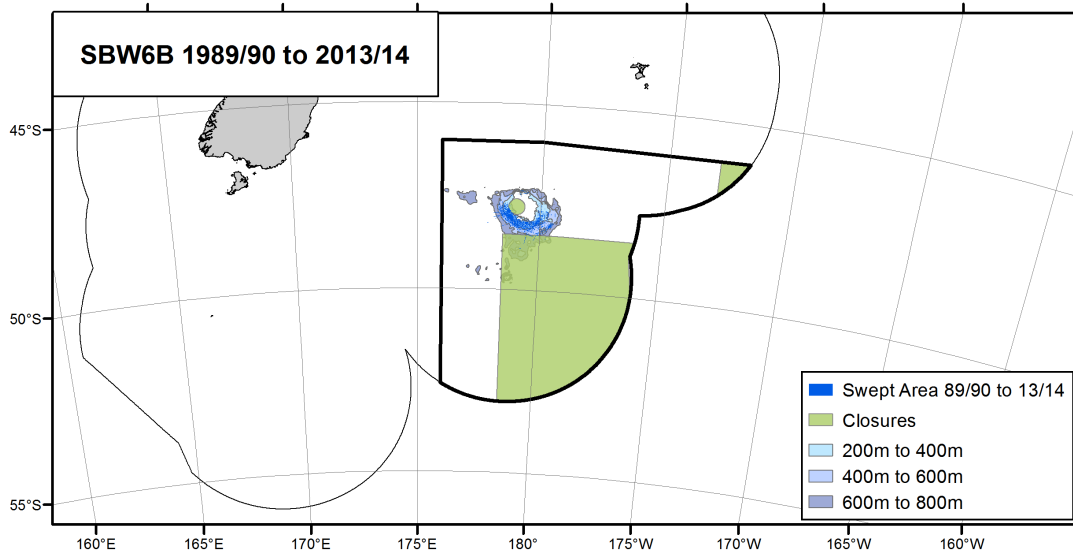 SBW6B 1989/90 to 2013/14
45°S
50°S
55°S
Swept Area 89/90 to 13/14
Closures
200m to 400m
400m to 600m
600m to 800m
160°E
165°E
170°E
175°E
180°
175°W
170°W
165°W
160°W